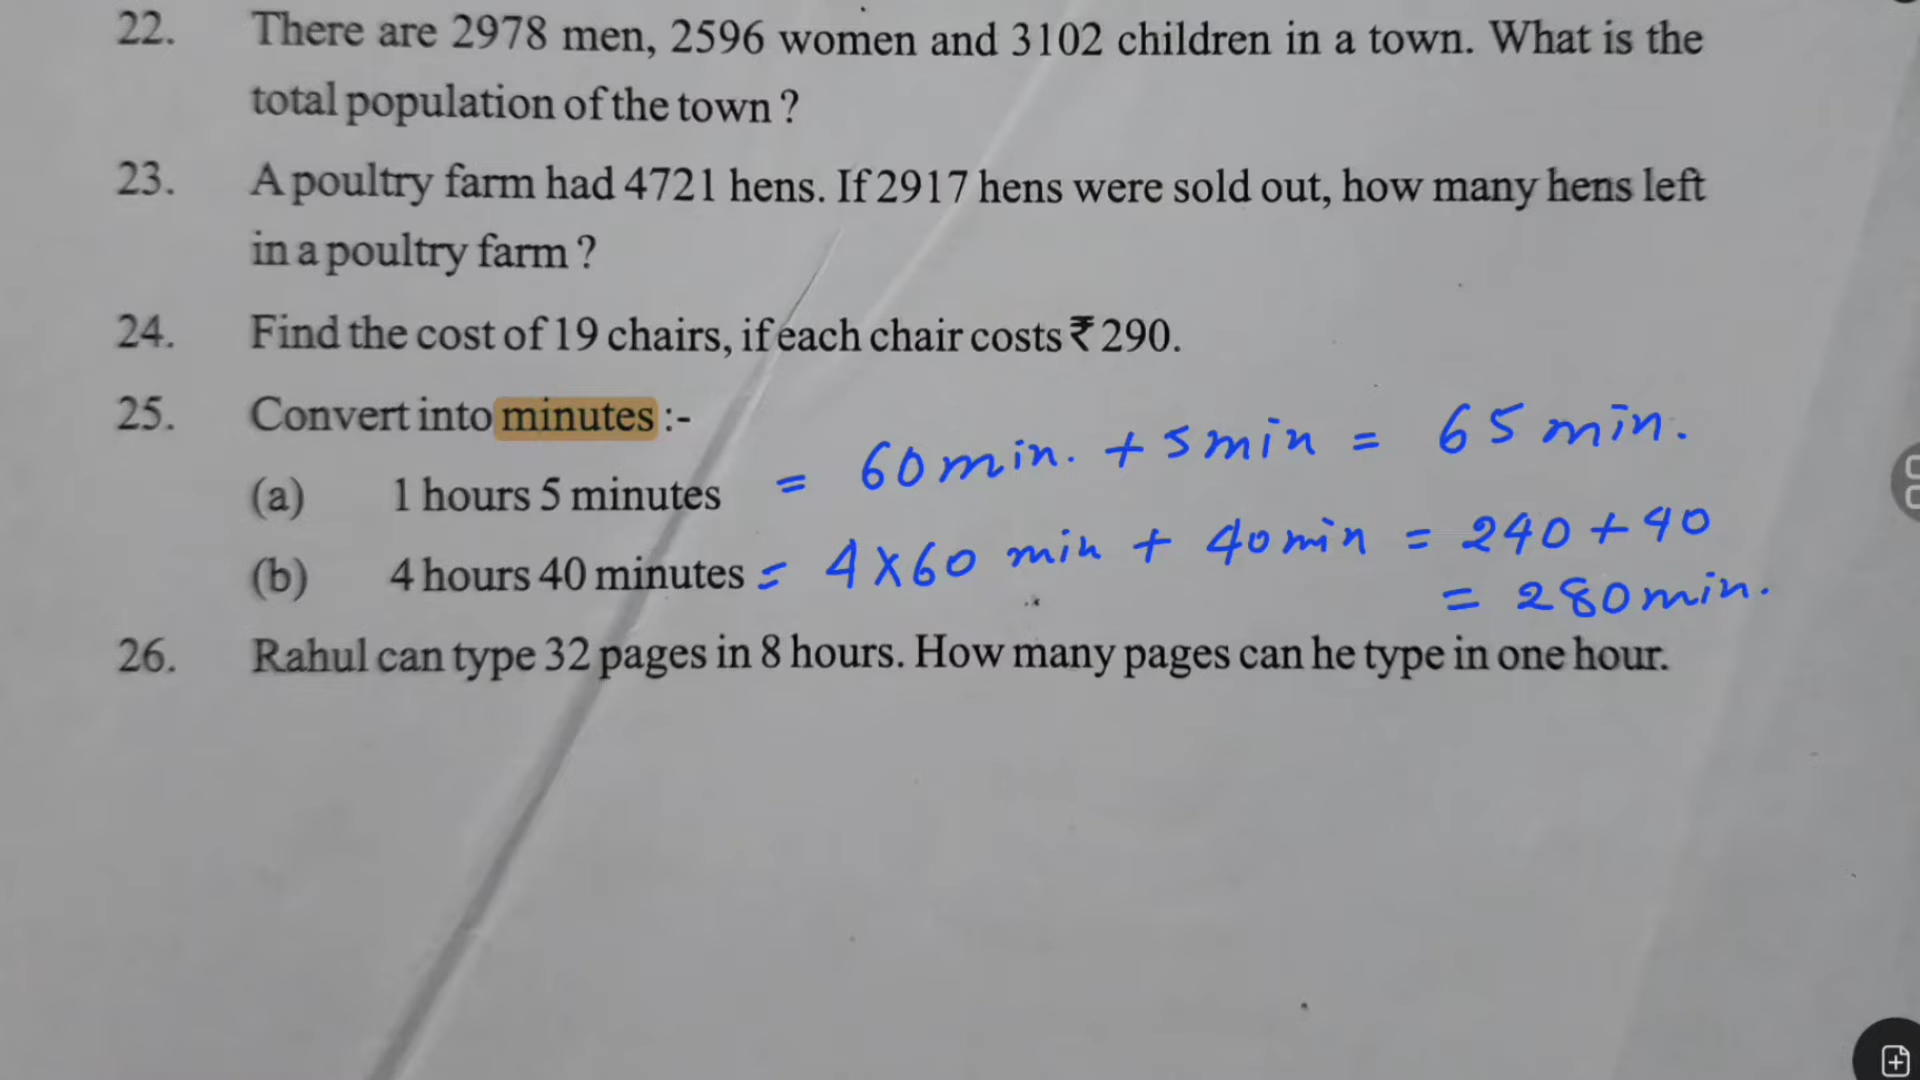 22. There are 2978 men, 2596 women and 3102 children in a town. What is the
total population of the town ?
23. A poultry farm had 4721 hens. If 2917 hens were sold out, how many hens left
in a poultry farm ?
24. Find the cost of 19 chairs, if each chair costs ₹ 290.
25. Convert into minutes :-
(a) 1 hours 5 minutes = 60 min. + 5 min = 65 min.
(b) 4 hours 40 minutes = 4 × 60 min + 40 min = 240 + 40
= 280 min.
26. Rahul can type 32 pages in 8 hours. How many pages can he type in one hour.